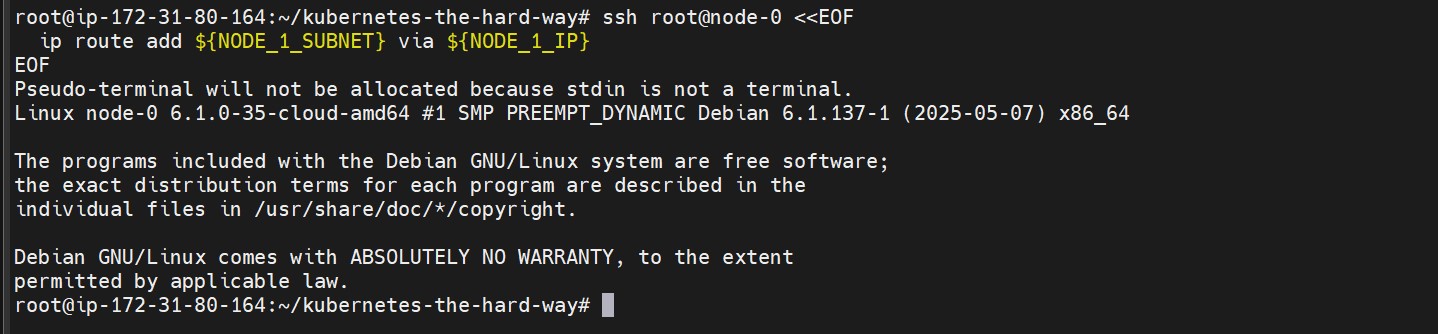 root@ip-172-31-80-164:~/kubernetes-the-hard-way# ssh root@node-0 <<EOF
  ip route add ${NODE_1_SUBNET} via ${NODE_1_IP}
EOF
Pseudo-terminal will not be allocated because stdin is not a terminal.
Linux node-0 6.1.0-35-cloud-amd64 #1 SMP PREEMPT_DYNAMIC Debian 6.1.137-1 (2025-05-07) x86_64

The programs included with the Debian GNU/Linux system are free software;
the exact distribution terms for each program are described in the
individual files in /usr/share/doc/*/copyright.

Debian GNU/Linux comes with ABSOLUTELY NO WARRANTY, to the extent
permitted by applicable law.
root@ip-172-31-80-164:~/kubernetes-the-hard-way#